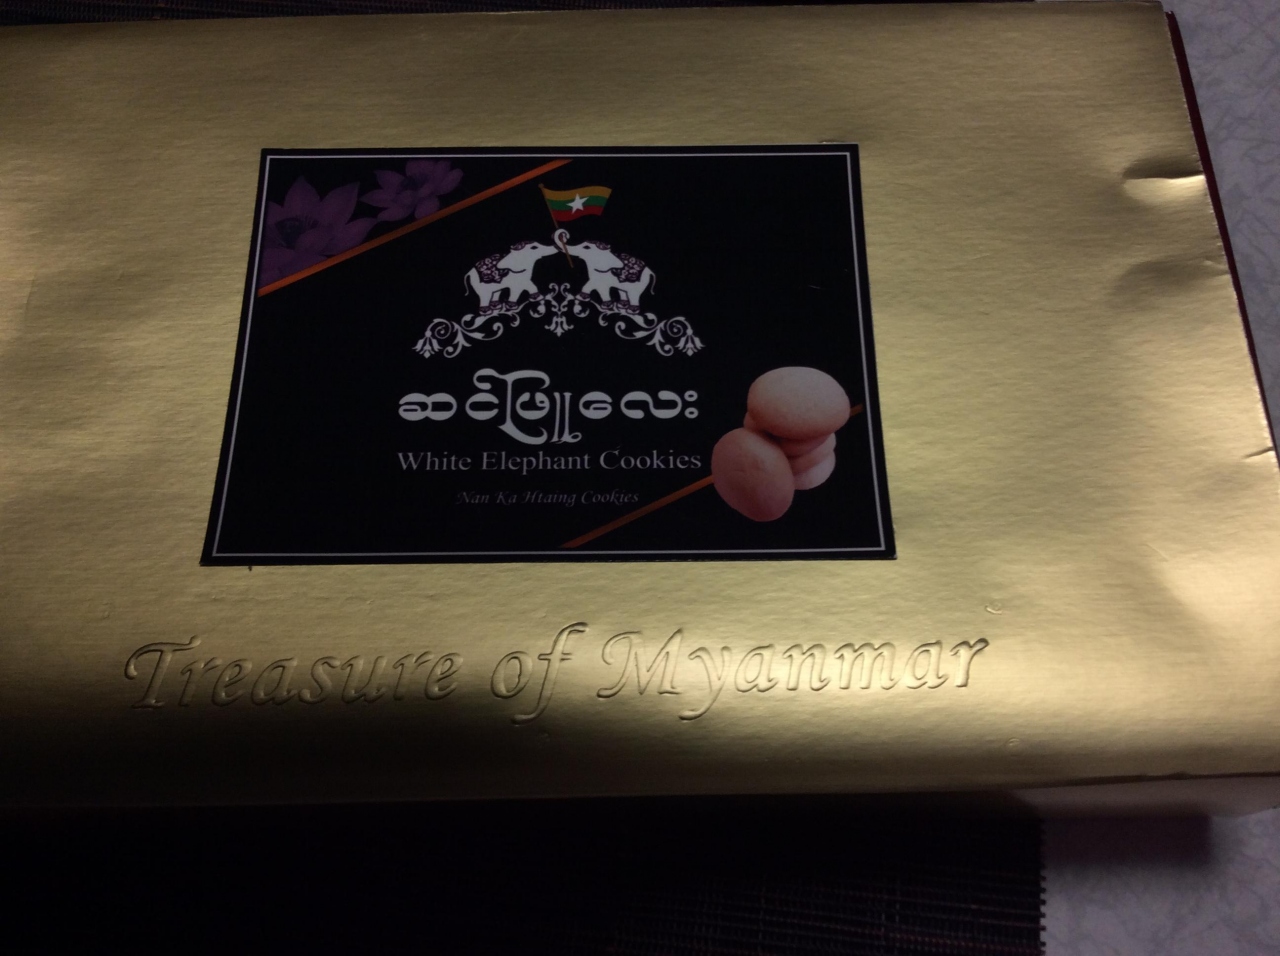 ဆင်ဖြူလေး
White Elephant Cookies
Nan Ka Htaing Cookies
Treasure of Myanmar